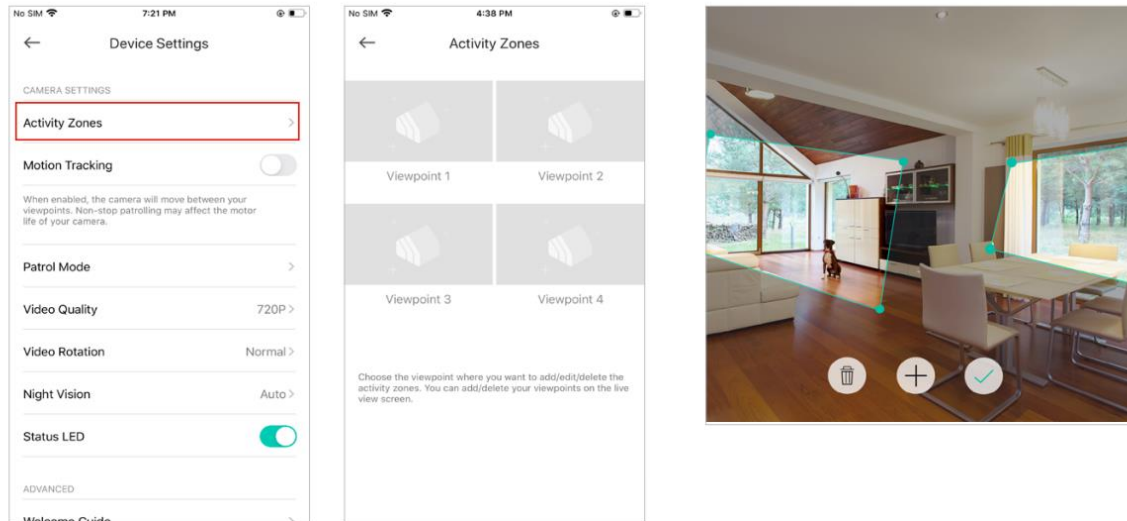 No SIM 7:21 PM
Device Settings
CAMERA SETTINGS
Activity Zones
Motion Tracking
When enabled, the camera will move between your
viewpoints. Non-stop patrolling may affect the motor
life of your camera.
Patrol Mode
Video Quality 720P
Video Rotation Normal
Night Vision Auto
Status LED
ADVANCED
Welcome Guide
No SIM 4:38 PM
Activity Zones
Viewpoint 1 Viewpoint 2
Viewpoint 3 Viewpoint 4
Choose the viewpoint where you want to add/edit/delete the
activity zones. You can add/delete your viewpoints on the live
view screen.